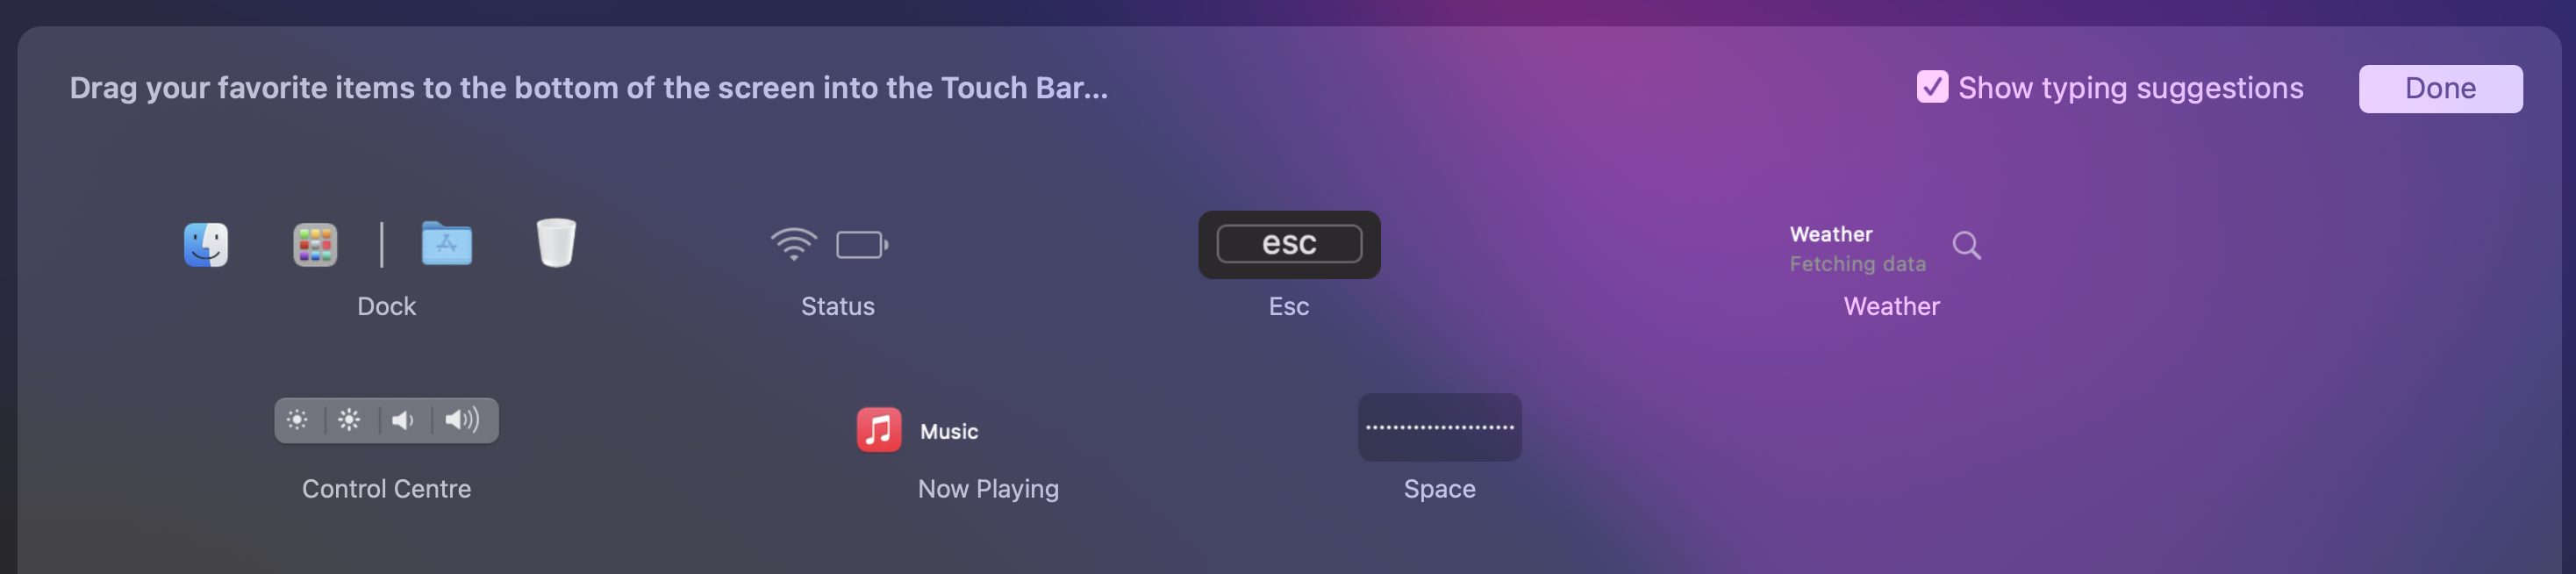 Drag your favorite items to the bottom of the screen into the Touch Bar...
Show typing suggestions
Done
Dock
Status
esc
Esc
Weather
Fetching data
Weather
Control Centre
Music
Now Playing
Space